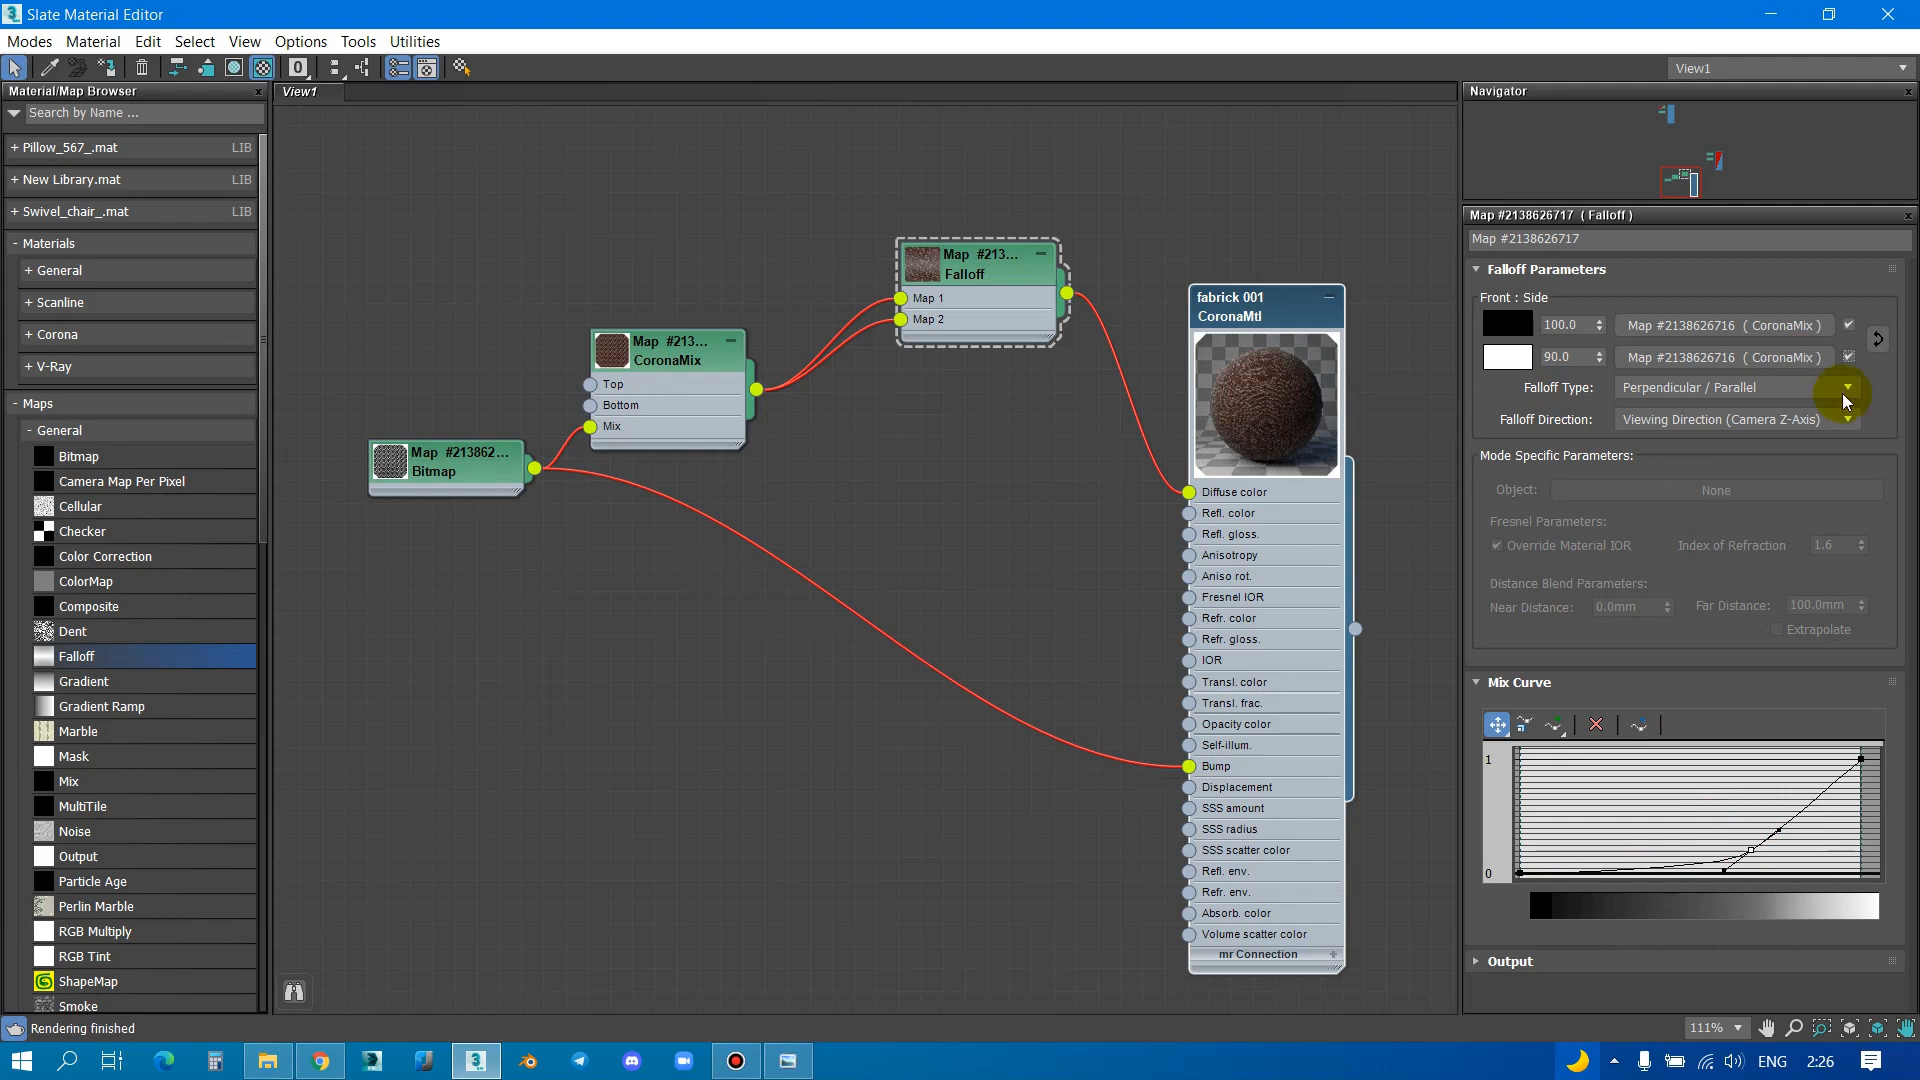 Slate Material Editor
Modes Material Edit Select View Options Tools Utilities
0
View1
Material/Map Browser
Search by Name ...
+ Pillow_567_.mat LIB
+ New Library.mat LIB
+ Swivel_chair_.mat LIB
- Materials
+ General
+ Scanline
+ Corona
+ V-Ray
- Maps
- General
Bitmap
Camera Map Per Pixel
Cellular
Checker
Color Correction
ColorMap
Composite
Dent
Falloff
Gradient
Gradient Ramp
Marble
Mask
Mix
MultiTile
Noise
Output
Particle Age
Perlin Marble
RGB Multiply
RGB Tint
ShapeMap
Smoke
View1
Map #213862...
Bitmap
Map #213...
CoronaMix
Top
Bottom
Mix
Map #213...
Falloff
Map 1
Map 2
fabrick 001
CoronaMtl
Diffuse color
Refl. color
Refl. gloss.
Anisotropy
Aniso rot.
Fresnel IOR
Refr. color
Refr. gloss.
IOR
Transl. color
Transl. frac.
Opacity color
Self-illum.
Bump
Displacement
SSS amount
SSS radius
SSS scatter color
Refl. env.
Refr. env.
Absorb. color
Volume scatter color
mr Connection +
Navigator
Map #2138626717 ( Falloff )
Map #2138626717
Falloff Parameters
Front : Side
100.0 Map #2138626716 ( CoronaMix )
90.0 Map #2138626716 ( CoronaMix )
Falloff Type: Perpendicular / Parallel
Falloff Direction: Viewing Direction (Camera Z-Axis)
Mode Specific Parameters:
Object: None
Fresnel Parameters:
Override Material IOR Index of Refraction 1.6
Distance Blend Parameters:
Near Distance: 0.0mm Far Distance: 100.0mm
Extrapolate
Mix Curve
1
0
Output
Rendering finished
111%
ENG 2:26